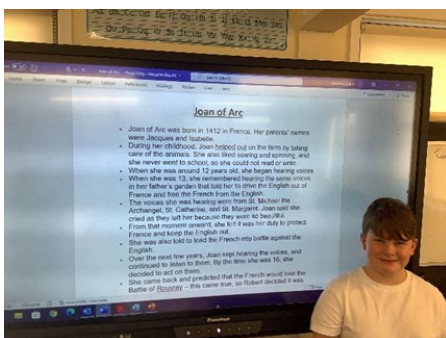 Joan of Arc
Joan of Arc was born in 1412 in France. Her parents' names
were Jacques and Isabelle.
During her childhood, Joan helped out on the farm by taking
care of the animals. She also liked sewing and spinning, and
she never went to school, so she could not read or write.
When she was around 12 years old, she began hearing voices
When she was 13, she remembered hearing the same voices
in her father's garden that told her to drive the English out of
France and free the French from the English.
The voices she was hearing were from St. Michael the
Archangel, St. Catherine, and St. Margaret. Joan said she
cried as they left her because they were so beautiful.
From that moment onward, she felt it was her duty to protect
France and keep the English out.
She was also told to lead the French into battle against the
English.
Over the next few years, Joan kept hearing the voices, and
continued to listen to them. By the time she was 16, she
decided to act on them.
She came back and predicted that the French would lose the
Battle of Rouvray – this came true, so Robert decided it was